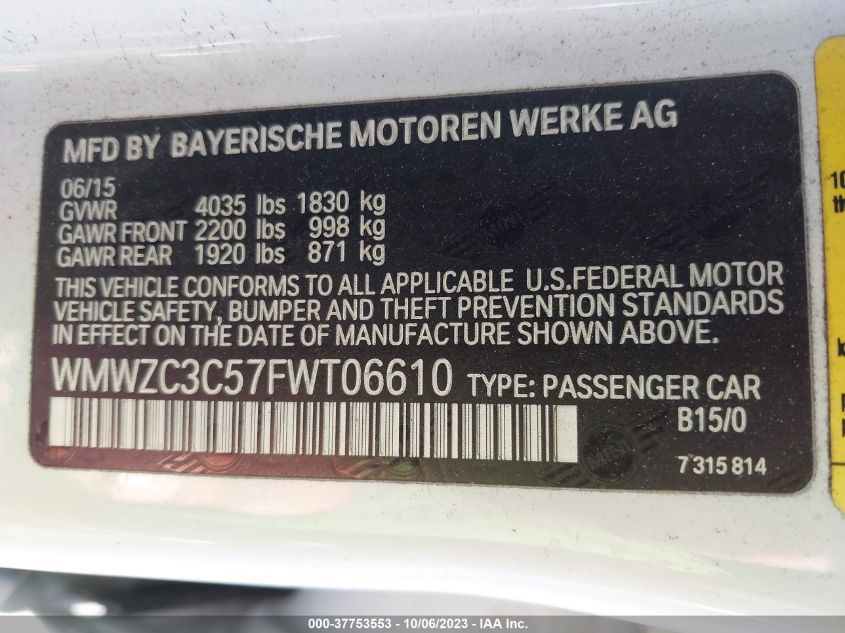 MFD BY BAYERISCHE MOTOREN WERKE AG
06/15
GVWR 4035 lbs 1830 kg
GAWR FRONT 2200 lbs 998 kg
GAWR REAR 1920 lbs 871 kg
THIS VEHICLE CONFORMS TO ALL APPLICABLE U.S.FEDERAL MOTOR
VEHICLE SAFETY, BUMPER AND THEFT PREVENTION STANDARDS
IN EFFECT ON THE DATE OF MANUFACTURE SHOWN ABOVE.
WMWZC3C57FWT06610 TYPE: PASSENGER CAR
B15/0
7 315 814
MINI
10
th
000-37753553 - 10/06/2023 - IAA Inc.